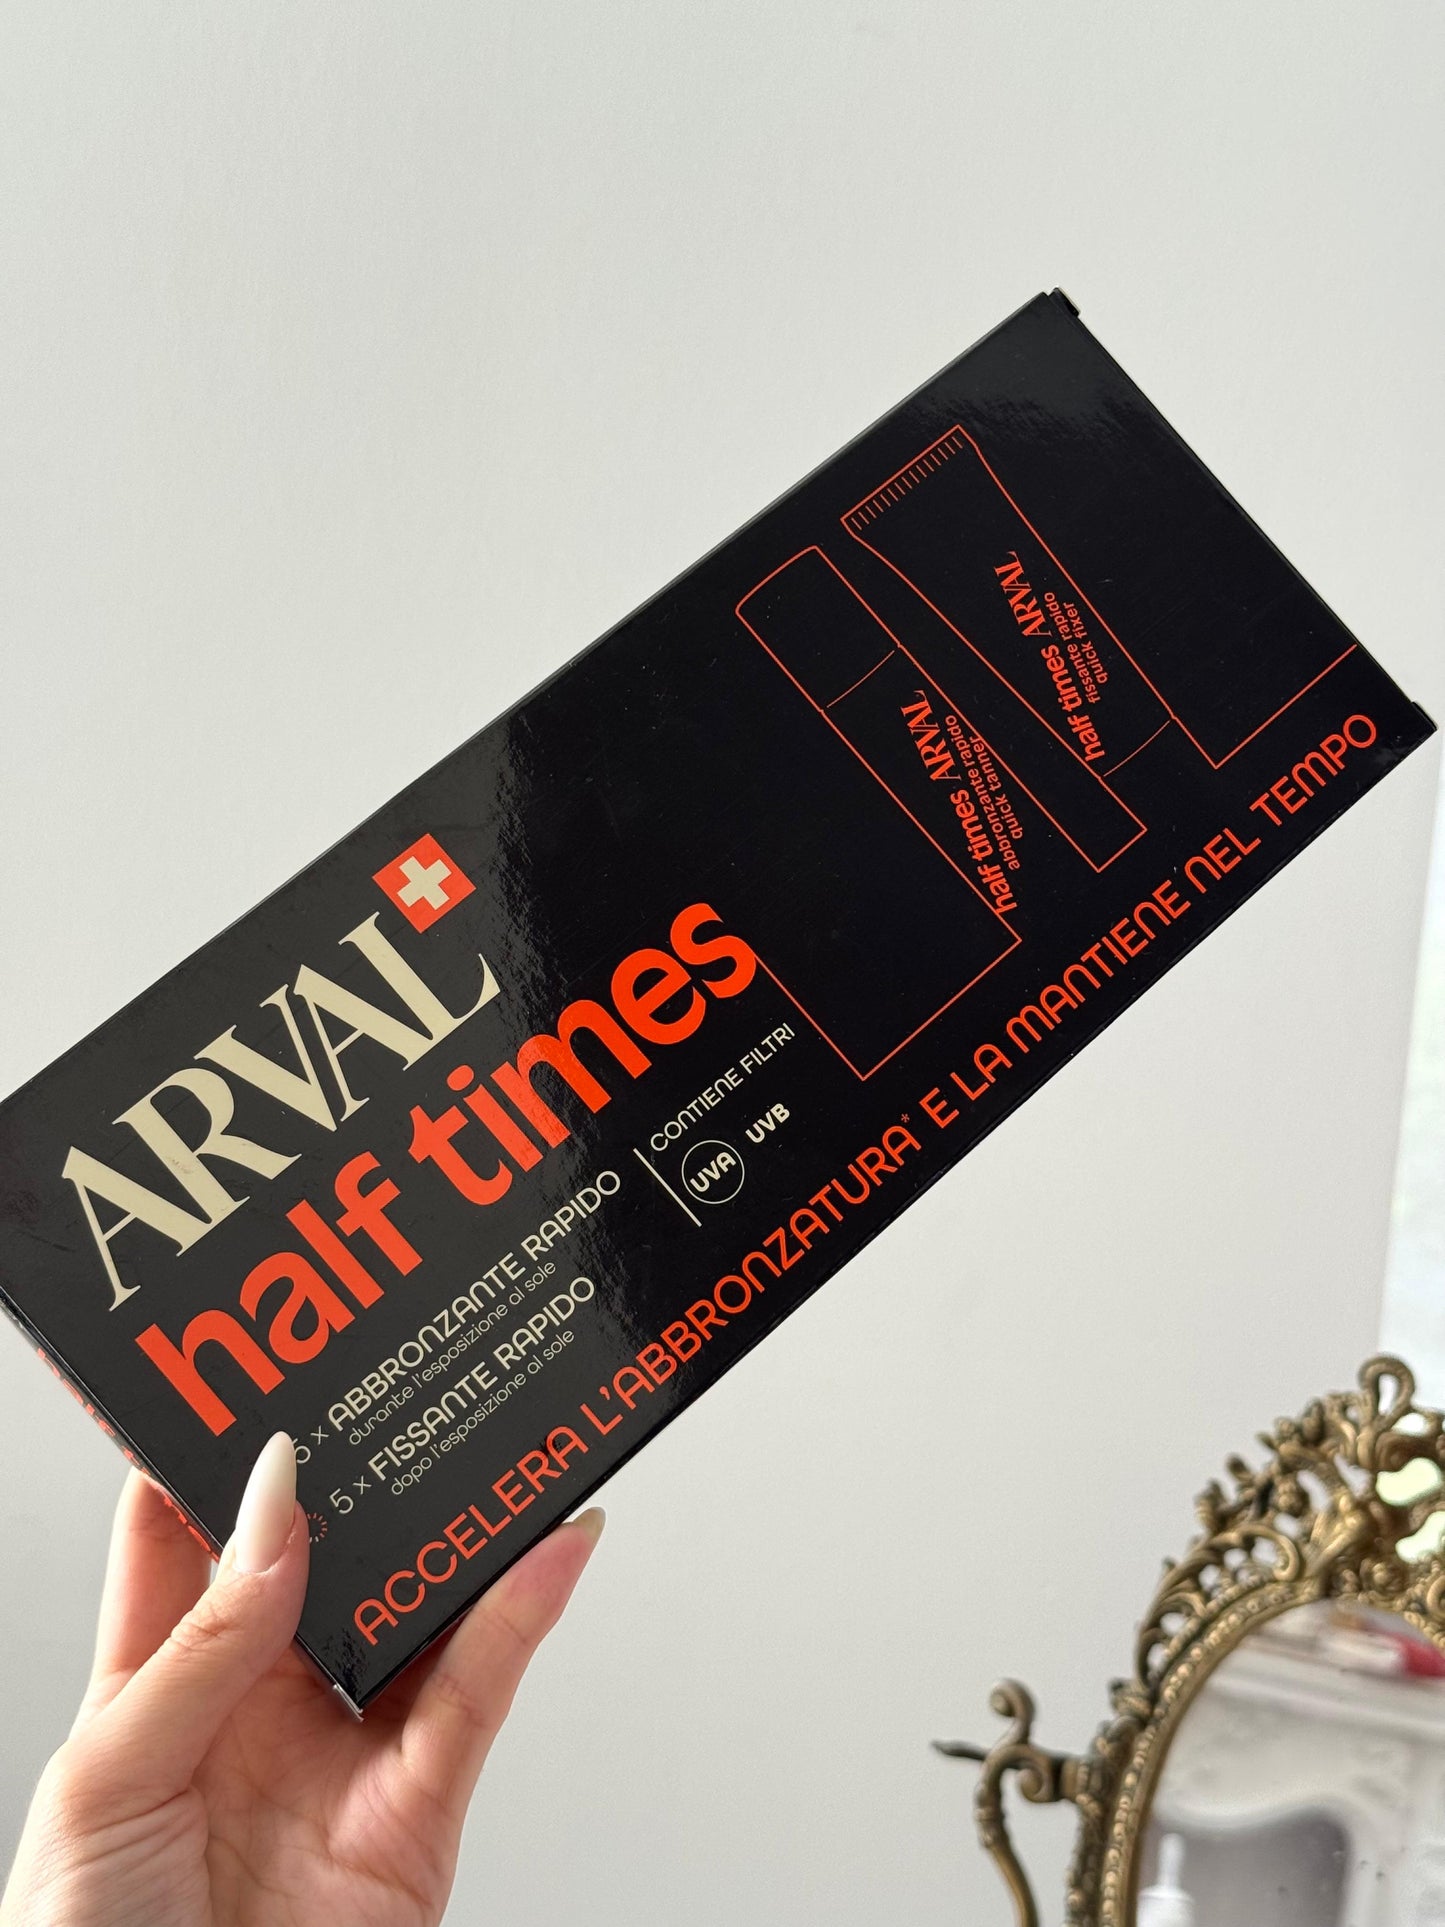 ARVAL
half times
5 x ABBRONZANTE RAPIDO
durante l'esposizione al sole
5 x FISSANTE RAPIDO
dopo l'esposizione al sole
CONTIENE FILTRI
UVA UVB
ACCELERA L'ABBRONZATURA* E LA MANTIENE NEL TEMPO
half times ARVAL
abbronzante rapido
quick tanner
half times ARVAL
fissante rapido
quick fixer